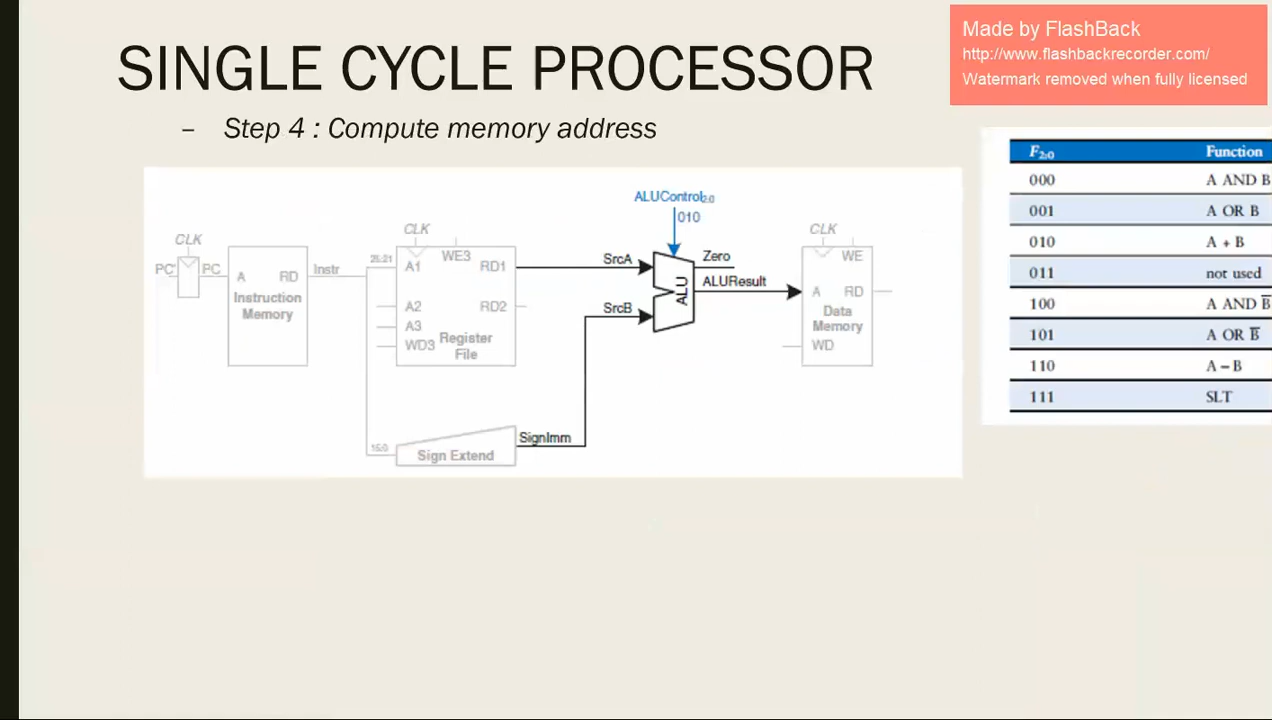 SINGLE CYCLE PROCESSOR
– Step 4 : Compute memory address
Made by FlashBack
http://www.flashbackrecorder.com/
Watermark removed when fully licensed
ALUControl2:0
010
CLK
PC' PC
A RD
Instruction
Memory
Instr
25:21
15:0
CLK
WE3
A1 RD1
A2 RD2
A3
WD3
Register
File
Sign Extend
SignImm
SrcA
SrcB
ALU
Zero
ALUResult
CLK
WE
A RD
Data
Memory
WD
F2:0 Function
000 A AND B
001 A OR B
010 A + B
011 not used
100 A AND B̅
101 A OR B̅
110 A – B
111 SLT